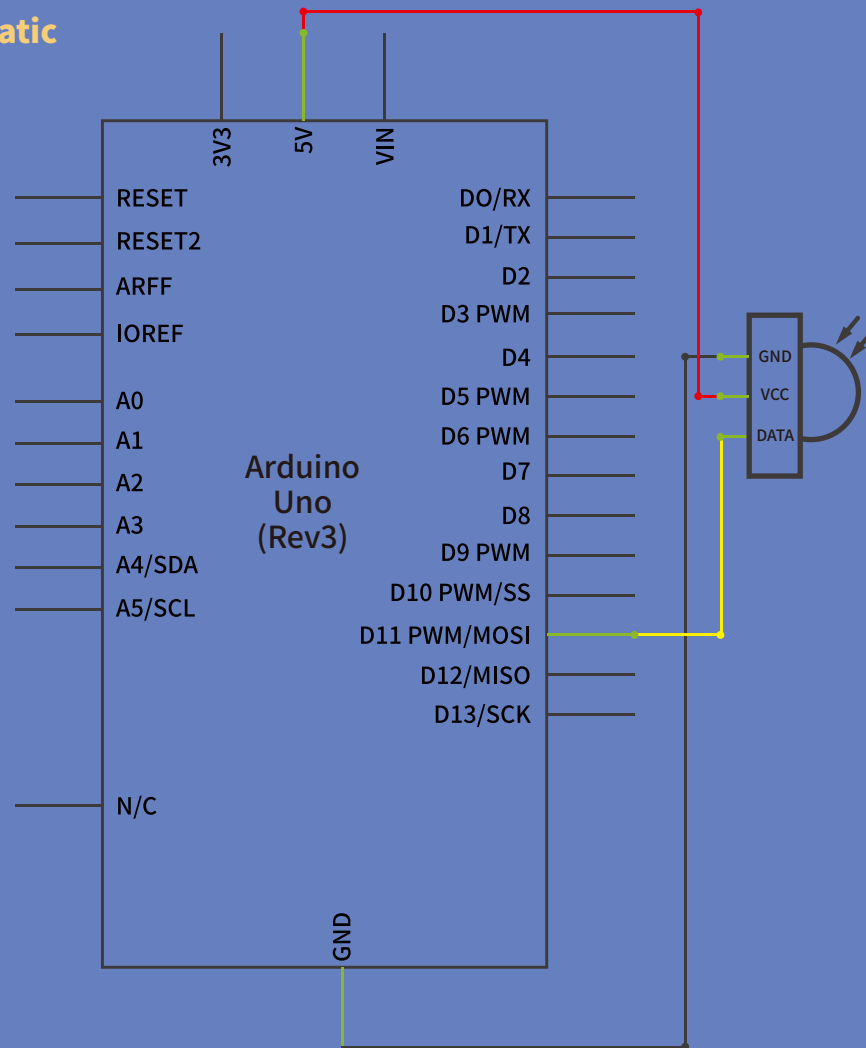 atic
3V3
5V
VIN
RESET
RESET2
ARFF
IOREF
A0
A1
A2
A3
A4/SDA
A5/SCL
N/C
Arduino
Uno
(Rev3)
DO/RX
D1/TX
D2
D3 PWM
D4
D5 PWM
D6 PWM
D7
D8
D9 PWM
D10 PWM/SS
D11 PWM/MOSI
D12/MISO
D13/SCK
GND
GND
VCC
DATA